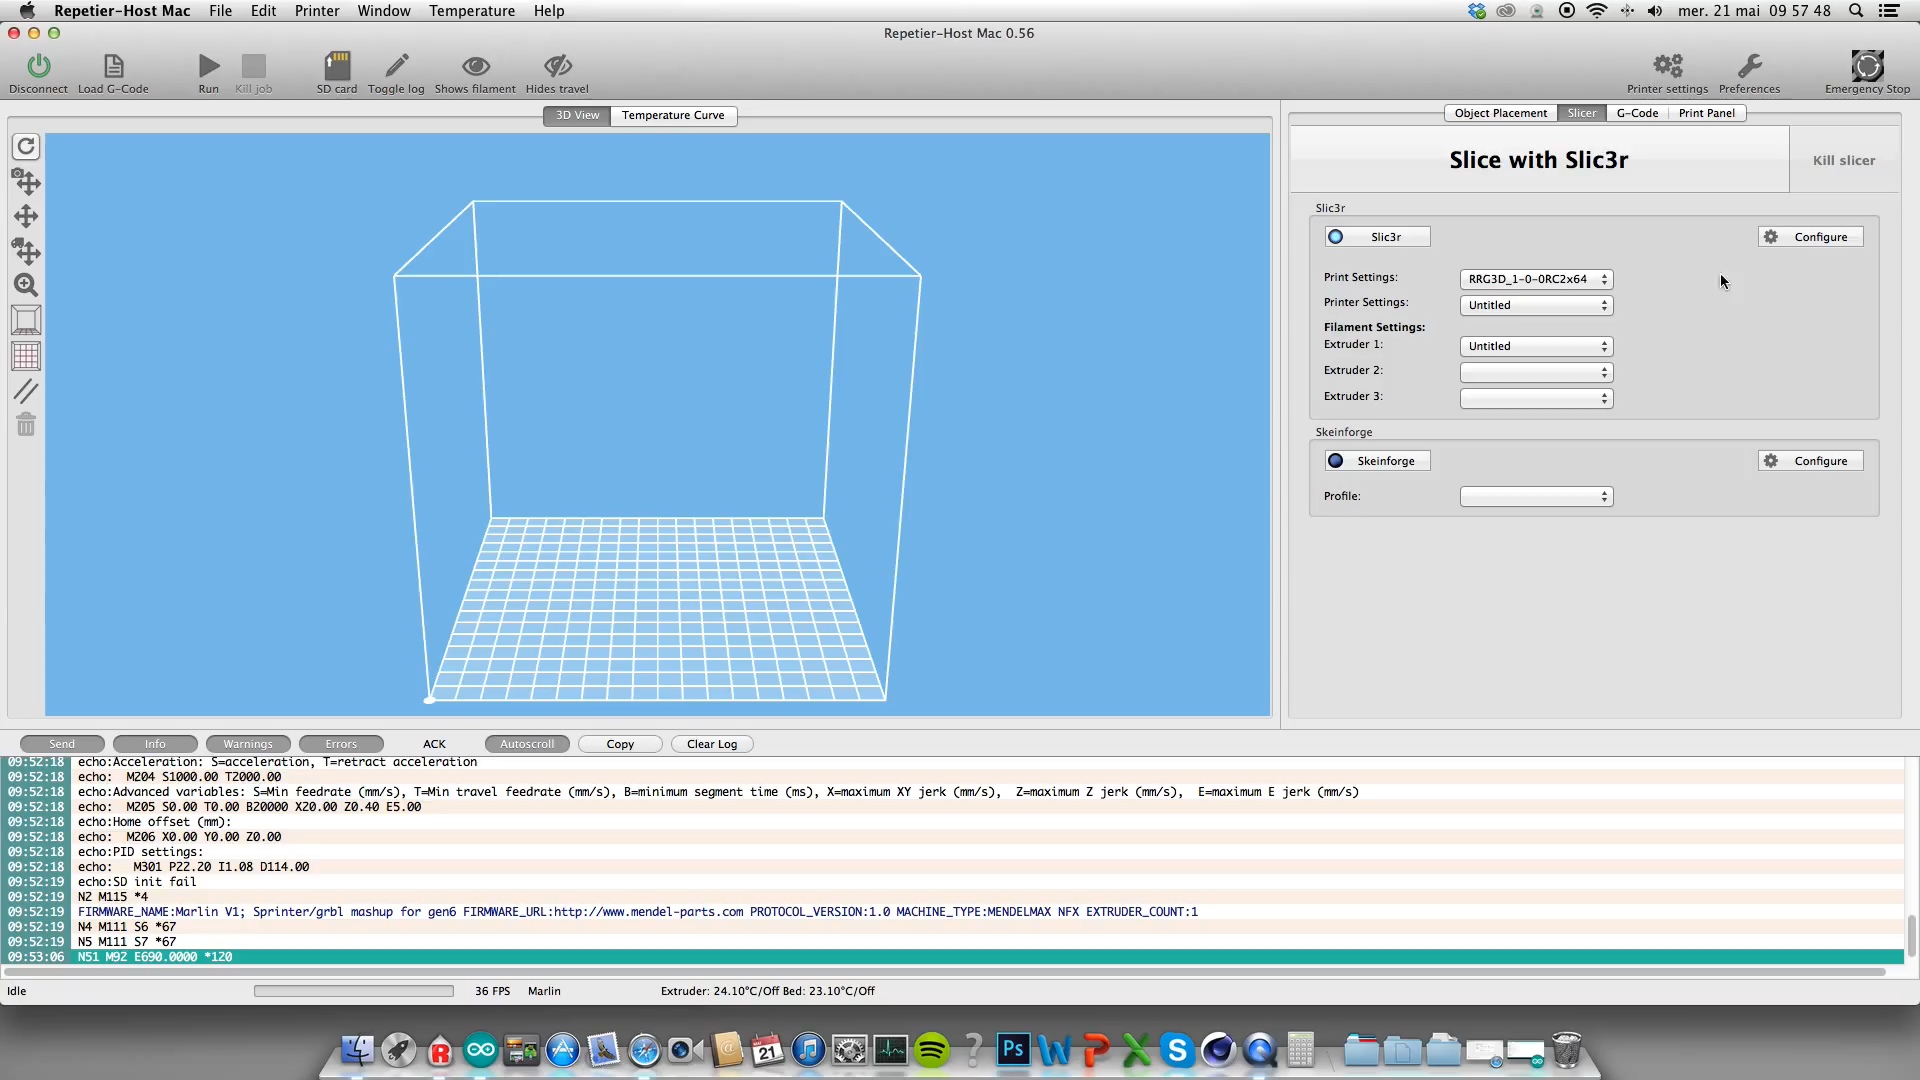 Repetier-Host Mac File Edit Printer Window Temperature Help mer. 21 mai 09 57 48
Repetier-Host Mac 0.56
Disconnect Load G-Code Run Kill job SD card Toggle log Shows filament Hides travel Printer settings Preferences Emergency Stop
3D View Temperature Curve
Object Placement Slicer G-Code Print Panel
Slice with Slic3r Kill slicer
Slic3r
Slic3r Configure
Print Settings: RRG3D_1-0-0RC2x64
Printer Settings: Untitled
Filament Settings:
Extruder 1: Untitled
Extruder 2:
Extruder 3:
Skeinforge
Skeinforge Configure
Profile:
Send Info Warnings Errors ACK Autoscroll Copy Clear Log
09:52:18 echo:Acceleration: S=acceleration, T=retract acceleration
09:52:18 echo: M204 S1000.00 T2000.00
09:52:18 echo:Advanced variables: S=Min feedrate (mm/s), T=Min travel feedrate (mm/s), B=minimum segment time (ms), X=maximum XY jerk (mm/s), Z=maximum Z jerk (mm/s), E=maximum E jerk (mm/s)
09:52:18 echo: M205 S0.00 T0.00 B20000 X20.00 Z0.40 E5.00
09:52:18 echo:Home offset (mm):
09:52:18 echo: M206 X0.00 Y0.00 Z0.00
09:52:18 echo:PID settings:
09:52:18 echo: M301 P22.20 I1.08 D114.00
09:52:19 echo:SD init fail
09:52:19 N2 M115 *4
09:52:19 FIRMWARE_NAME:Marlin V1; Sprinter/grbl mashup for gen6 FIRMWARE_URL:http://www.mendel-parts.com PROTOCOL_VERSION:1.0 MACHINE_TYPE:MENDELMAX NFX EXTRUDER_COUNT:1
09:52:19 N4 M111 S6 *67
09:52:19 N5 M111 S7 *67
09:53:06 N51 M92 E690.0000 *120
Idle 36 FPS Marlin Extruder: 24.10°C/Off Bed: 23.10°C/Off
21
Ps